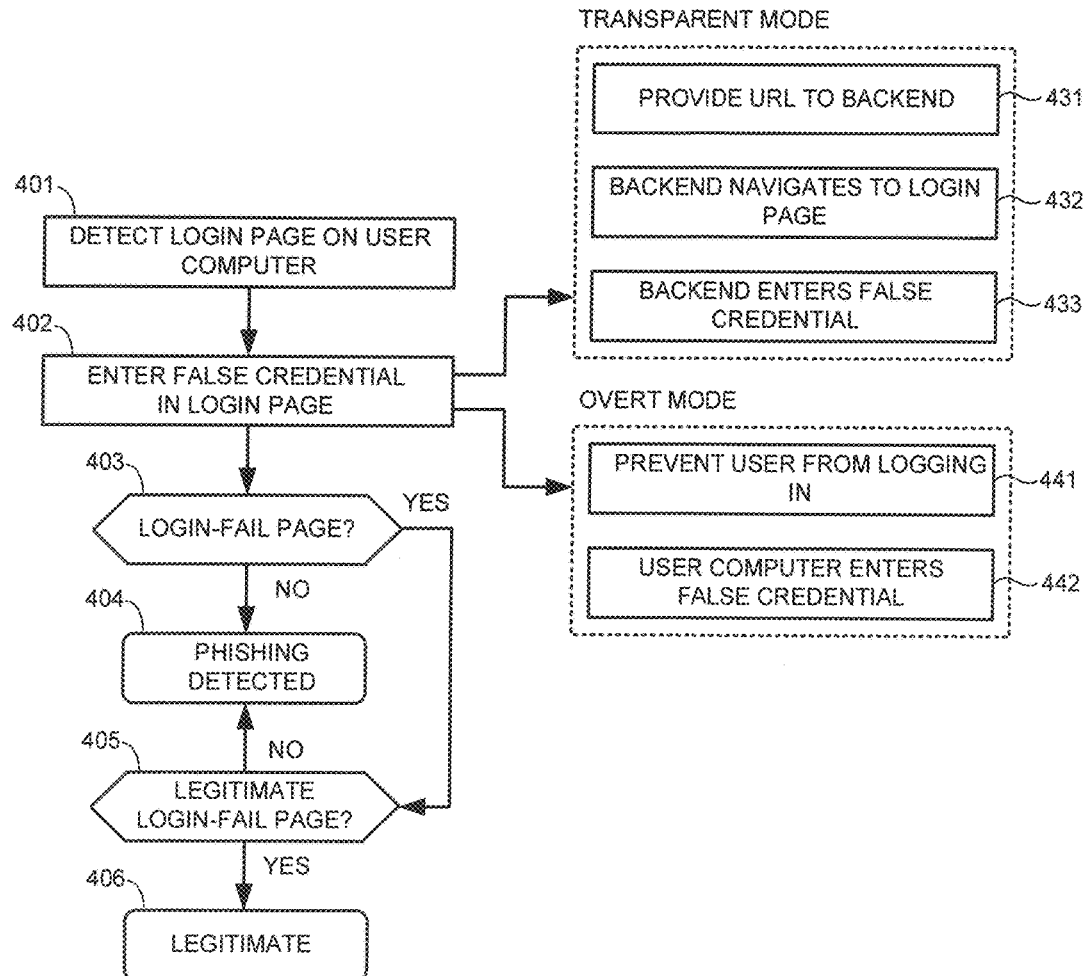 TRANSPARENT MODE
PROVIDE URL TO BACKEND
431
BACKEND NAVIGATES TO LOGIN
PAGE
432
BACKEND ENTERS FALSE
CREDENTIAL
433
401
DETECT LOGIN PAGE ON USER
COMPUTER
402
ENTER FALSE CREDENTIAL
IN LOGIN PAGE
OVERT MODE
PREVENT USER FROM LOGGING
IN
441
USER COMPUTER ENTERS
FALSE CREDENTIAL
442
403
LOGIN-FAIL PAGE?
YES
NO
404
PHISHING
DETECTED
NO
405
LEGITIMATE
LOGIN-FAIL PAGE?
YES
406
LEGITIMATE